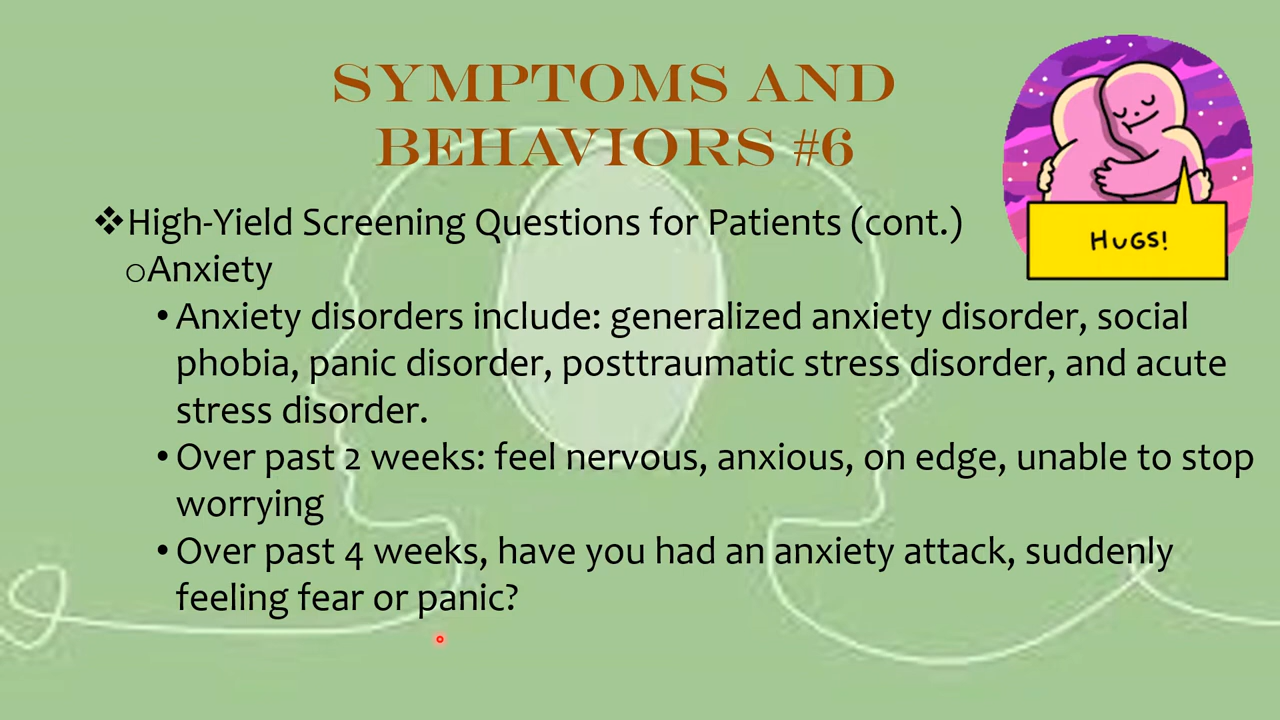 SYMPTOMS AND
BEHAVIORS #6
HUGS!
❖High-Yield Screening Questions for Patients (cont.)
oAnxiety
• Anxiety disorders include: generalized anxiety disorder, social
phobia, panic disorder, posttraumatic stress disorder, and acute
stress disorder.
• Over past 2 weeks: feel nervous, anxious, on edge, unable to stop
worrying
• Over past 4 weeks, have you had an anxiety attack, suddenly
feeling fear or panic?